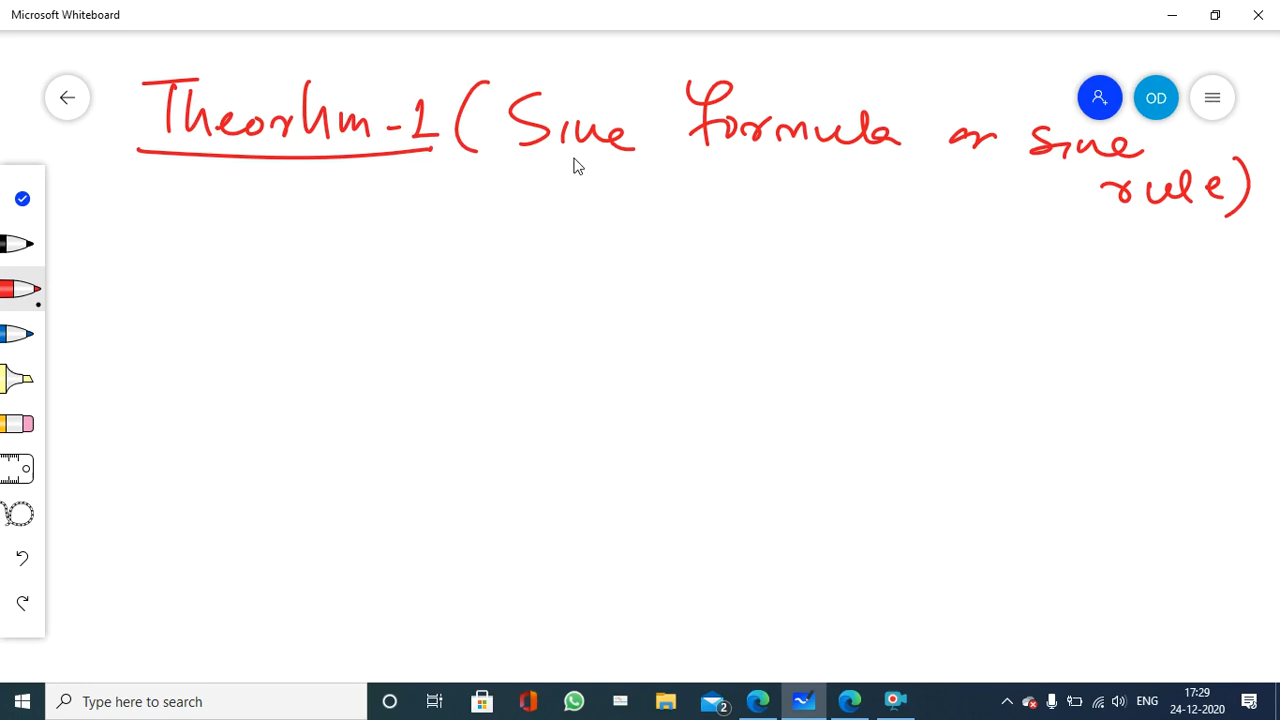 Microsoft Whiteboard
Theorhm-1 ( Sine formula or sine
rule)
OD
Type here to search
2
ENG
17:29
24-12-2020